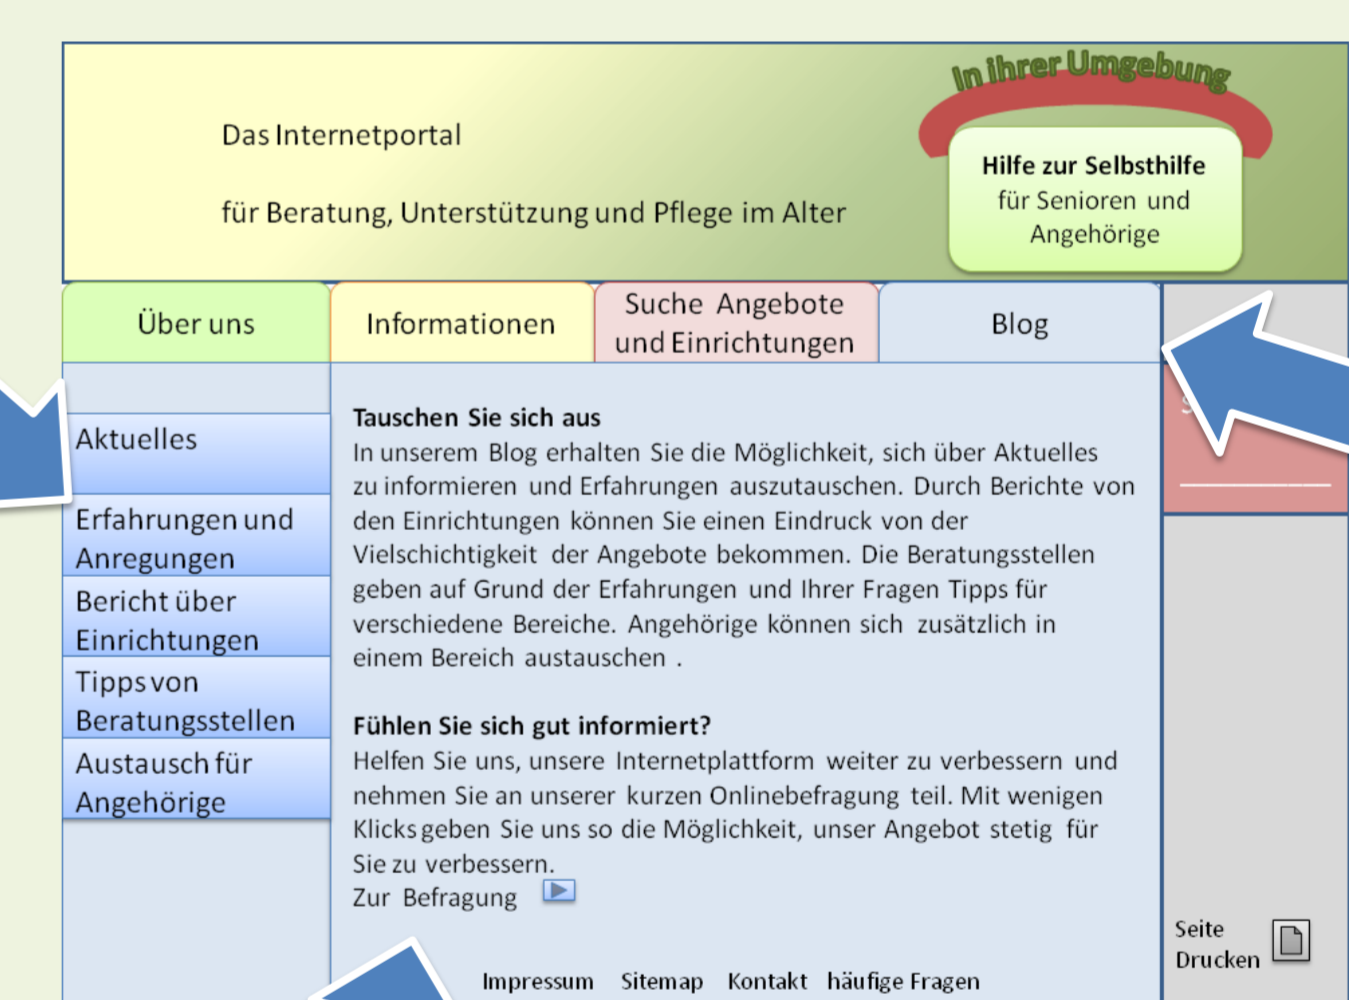 In ihrer Umgebung
Das Internetportal
für Beratung, Unterstützung und Pflege im Alter
Hilfe zur Selbsthilfe
für Senioren und
Angehörige
Über uns
Informationen
Suche Angebote
und Einrichtungen
Blog
Aktuelles
Erfahrungen und
Anregungen
Bericht über
Einrichtungen
Tipps von
Beratungsstellen
Austausch für
Angehörige
Tauschen Sie sich aus
In unserem Blog erhalten Sie die Möglichkeit, sich über Aktuelles
zu informieren und Erfahrungen auszutauschen. Durch Berichte von
den Einrichtungen können Sie einen Eindruck von der
Vielschichtigkeit der Angebote bekommen. Die Beratungsstellen
geben auf Grund der Erfahrungen und Ihrer Fragen Tipps für
verschiedene Bereiche. Angehörige können sich zusätzlich in
einem Bereich austauschen .
Fühlen Sie sich gut informiert?
Helfen Sie uns, unsere Internetplattform weiter zu verbessern und
nehmen Sie an unserer kurzen Onlinebefragung teil. Mit wenigen
Klicks geben Sie uns so die Möglichkeit, unser Angebot stetig für
Sie zu verbessern.
Zur Befragung
Seite
Drucken
Impressum Sitemap Kontakt häufige Fragen